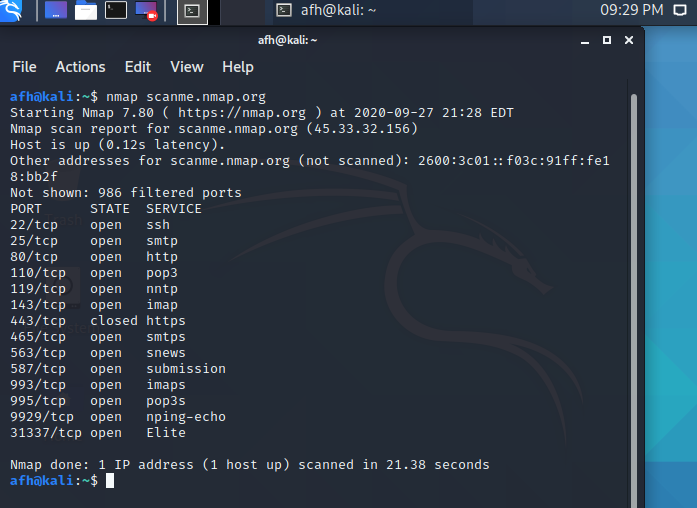 afh@kali: ~
09:29 PM
afh@kali: ~
File Actions Edit View Help
afh@kali:~$ nmap scanme.nmap.org
Starting Nmap 7.80 ( https://nmap.org ) at 2020-09-27 21:28 EDT
Nmap scan report for scanme.nmap.org (45.33.32.156)
Host is up (0.12s latency).
Other addresses for scanme.nmap.org (not scanned): 2600:3c01::f03c:91ff:fe1
8:bb2f
Not shown: 986 filtered ports
PORT STATE SERVICE
22/tcp open ssh
25/tcp open smtp
80/tcp open http
110/tcp open pop3
119/tcp open nntp
143/tcp open imap
443/tcp closed https
465/tcp open smtps
563/tcp open snews
587/tcp open submission
993/tcp open imaps
995/tcp open pop3s
9929/tcp open nping-echo
31337/tcp open Elite
Nmap done: 1 IP address (1 host up) scanned in 21.38 seconds
afh@kali:~$